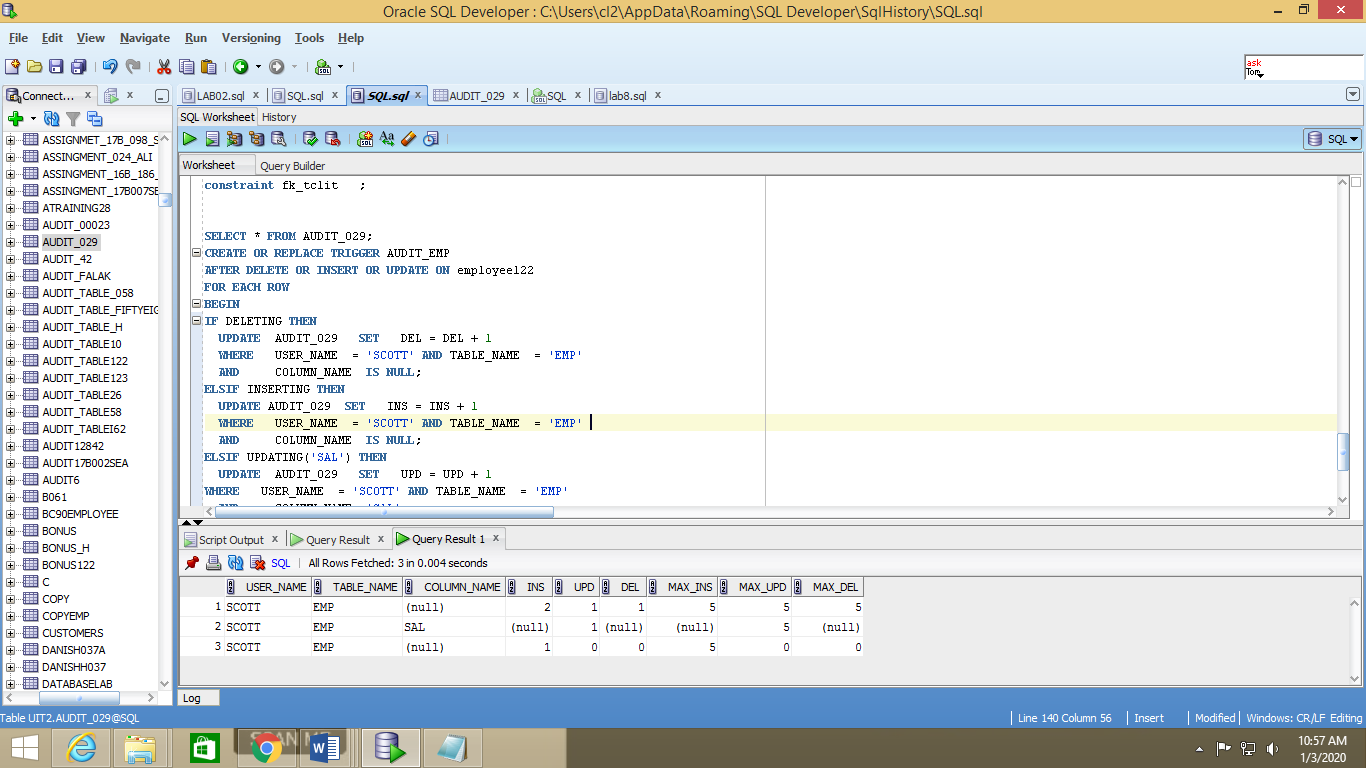 Oracle SQL Developer : C:\Users\cl2\AppData\Roaming\SQL Developer\SqlHistory\SQL.sql
File Edit View Navigate Run Versioning Tools Help
ask
Tom
Connect... x x
LAB02.sql x SQL.sql x SQL.sql x AUDIT_029 x SQL x lab8.sql x
SQL Worksheet History
SQL
Worksheet Query Builder
ASSIGNMET_17B_098_S
ASSINGMENT_024_ALI
ASSINGMENT_16B_186_
ASSINGMENT_17B007SE
ATRAINING28
AUDIT_00023
AUDIT_029
AUDIT_42
AUDIT_FALAK
AUDIT_TABLE_058
AUDIT_TABLE_FIFTYEIG
AUDIT_TABLE_H
AUDIT_TABLE10
AUDIT_TABLE122
AUDIT_TABLE123
AUDIT_TABLE26
AUDIT_TABLE58
AUDIT_TABLEI62
AUDIT12842
AUDIT17B002SEA
AUDIT6
B061
BC90EMPLOYEE
BONUS
BONUS_H
BONUS122
C
COPY
COPYEMP
CUSTOMERS
DANISH037A
DANISHH037
DATABASELAB
constraint fk_tclit ;
SELECT * FROM AUDIT_029;
CREATE OR REPLACE TRIGGER AUDIT_EMP
AFTER DELETE OR INSERT OR UPDATE ON employee122
FOR EACH ROW
BEGIN
IF DELETING THEN
UPDATE AUDIT_029 SET DEL = DEL + 1
WHERE USER_NAME = 'SCOTT' AND TABLE_NAME = 'EMP'
AND COLUMN_NAME IS NULL;
ELSIF INSERTING THEN
UPDATE AUDIT_029 SET INS = INS + 1
WHERE USER_NAME = 'SCOTT' AND TABLE_NAME = 'EMP'
AND COLUMN_NAME IS NULL;
ELSIF UPDATING('SAL') THEN
UPDATE AUDIT_029 SET UPD = UPD + 1
WHERE USER_NAME = 'SCOTT' AND TABLE_NAME = 'EMP'
Script Output x Query Result x Query Result 1 x
SQL All Rows Fetched: 3 in 0.004 seconds
USER_NAME TABLE_NAME COLUMN_NAME INS UPD DEL MAX_INS MAX_UPD MAX_DEL
1 SCOTT EMP (null) 2 1 1 5 5 5
2 SCOTT EMP SAL (null) 1 (null) (null) 5 (null)
3 SCOTT EMP (null) 1 0 0 5 0 0
Log
Table UIT2.AUDIT_029@SQL
Line 140 Column 56 Insert Modified Windows: CR/LF Editing
10:57 AM
1/3/2020